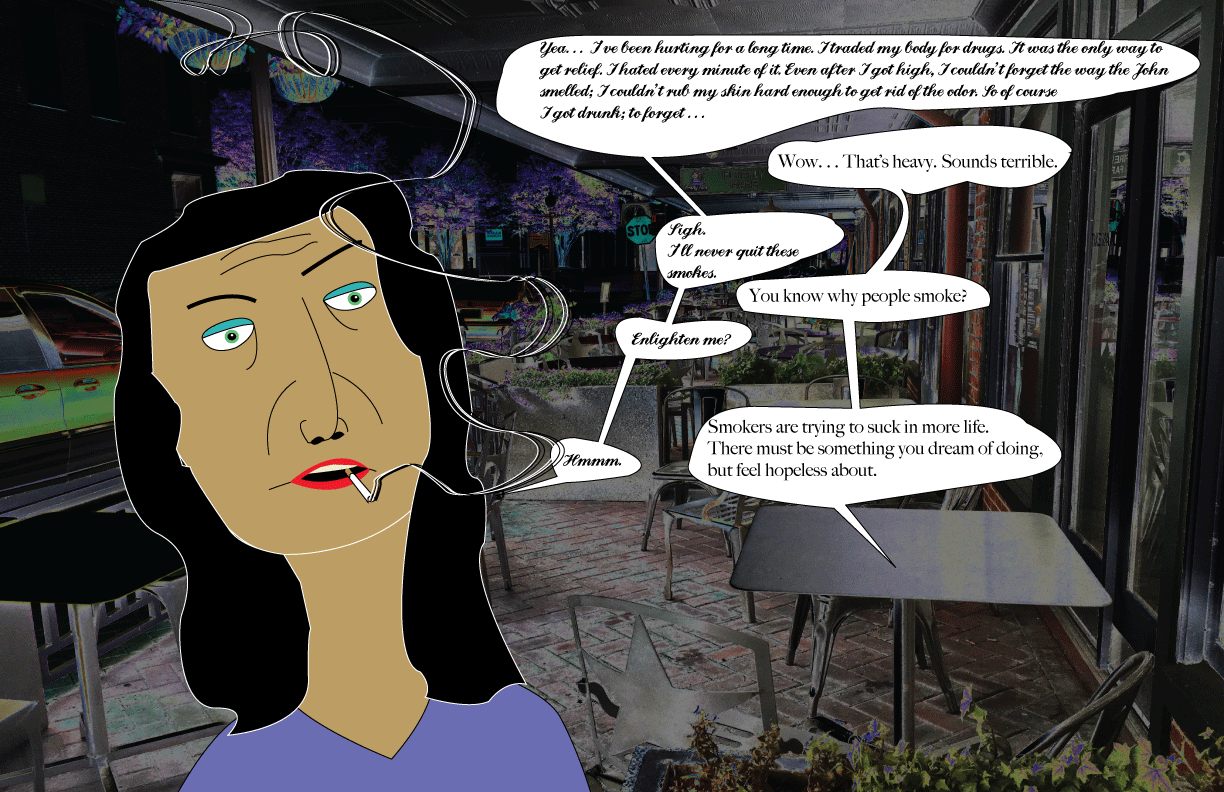 Yea... I've been hurting for a long time. I traded my body for drugs. It was the only way to
get relief. I hated every minute of it. Even after I got high, I couldn't forget the way the John
smelled; I couldn't rub my skin hard enough to get rid of the odor. So of course
I got drunk; to forget ...
Wow... That's heavy. Sounds terrible.
Sigh.
I'll never quit these
smokes.
You know why people smoke?
Enlighten me?
Smokers are trying to suck in more life.
There must be something you dream of doing,
but feel hopeless about.
Hmmm.
STOP